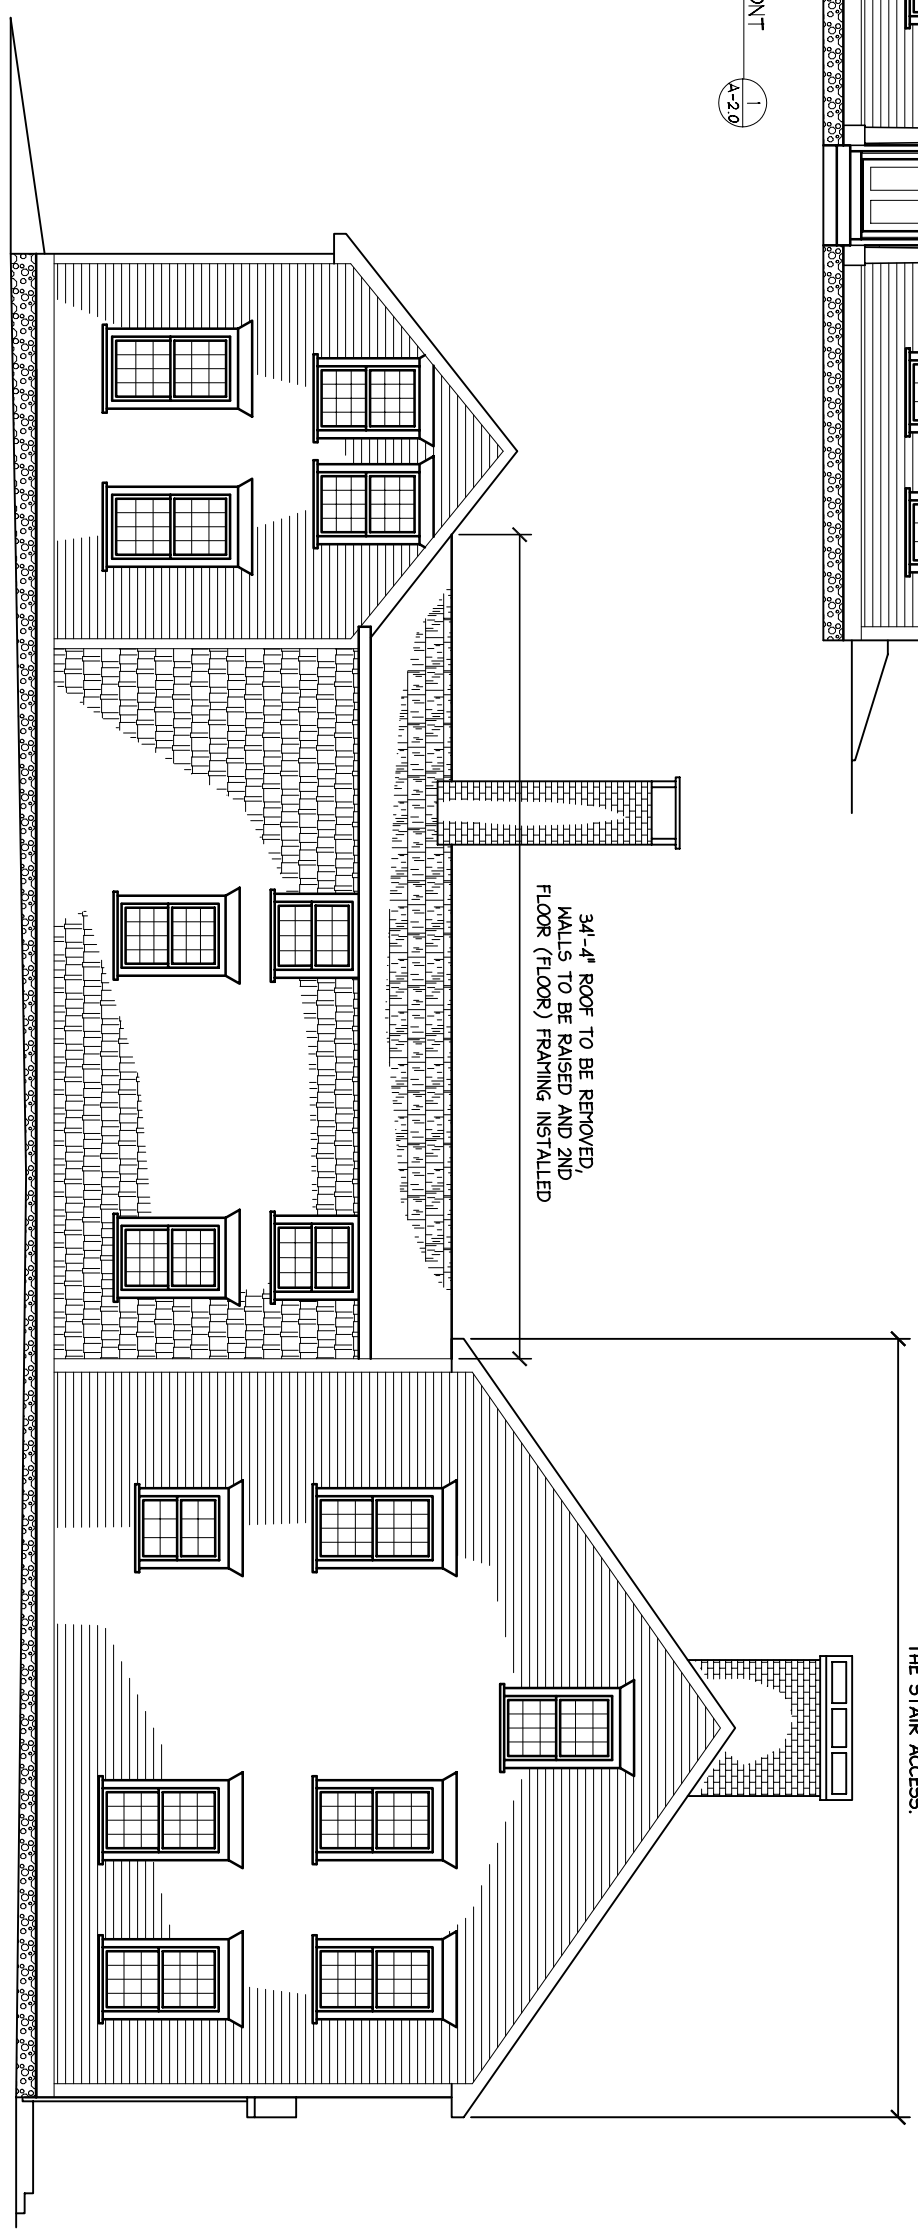 ONT
1
A-2.0
34'-4" ROOF TO BE REMOVED,
WALLS TO BE RAISED AND 2ND
FLOOR (FLOOR) FRAMING INSTALLED
THE STAIR ACCESS.